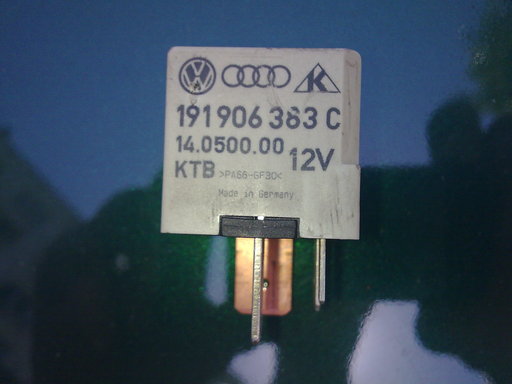 191 906 383 C
14.0500.00 12V
KTB >PA66-GF30<
Made in Germany